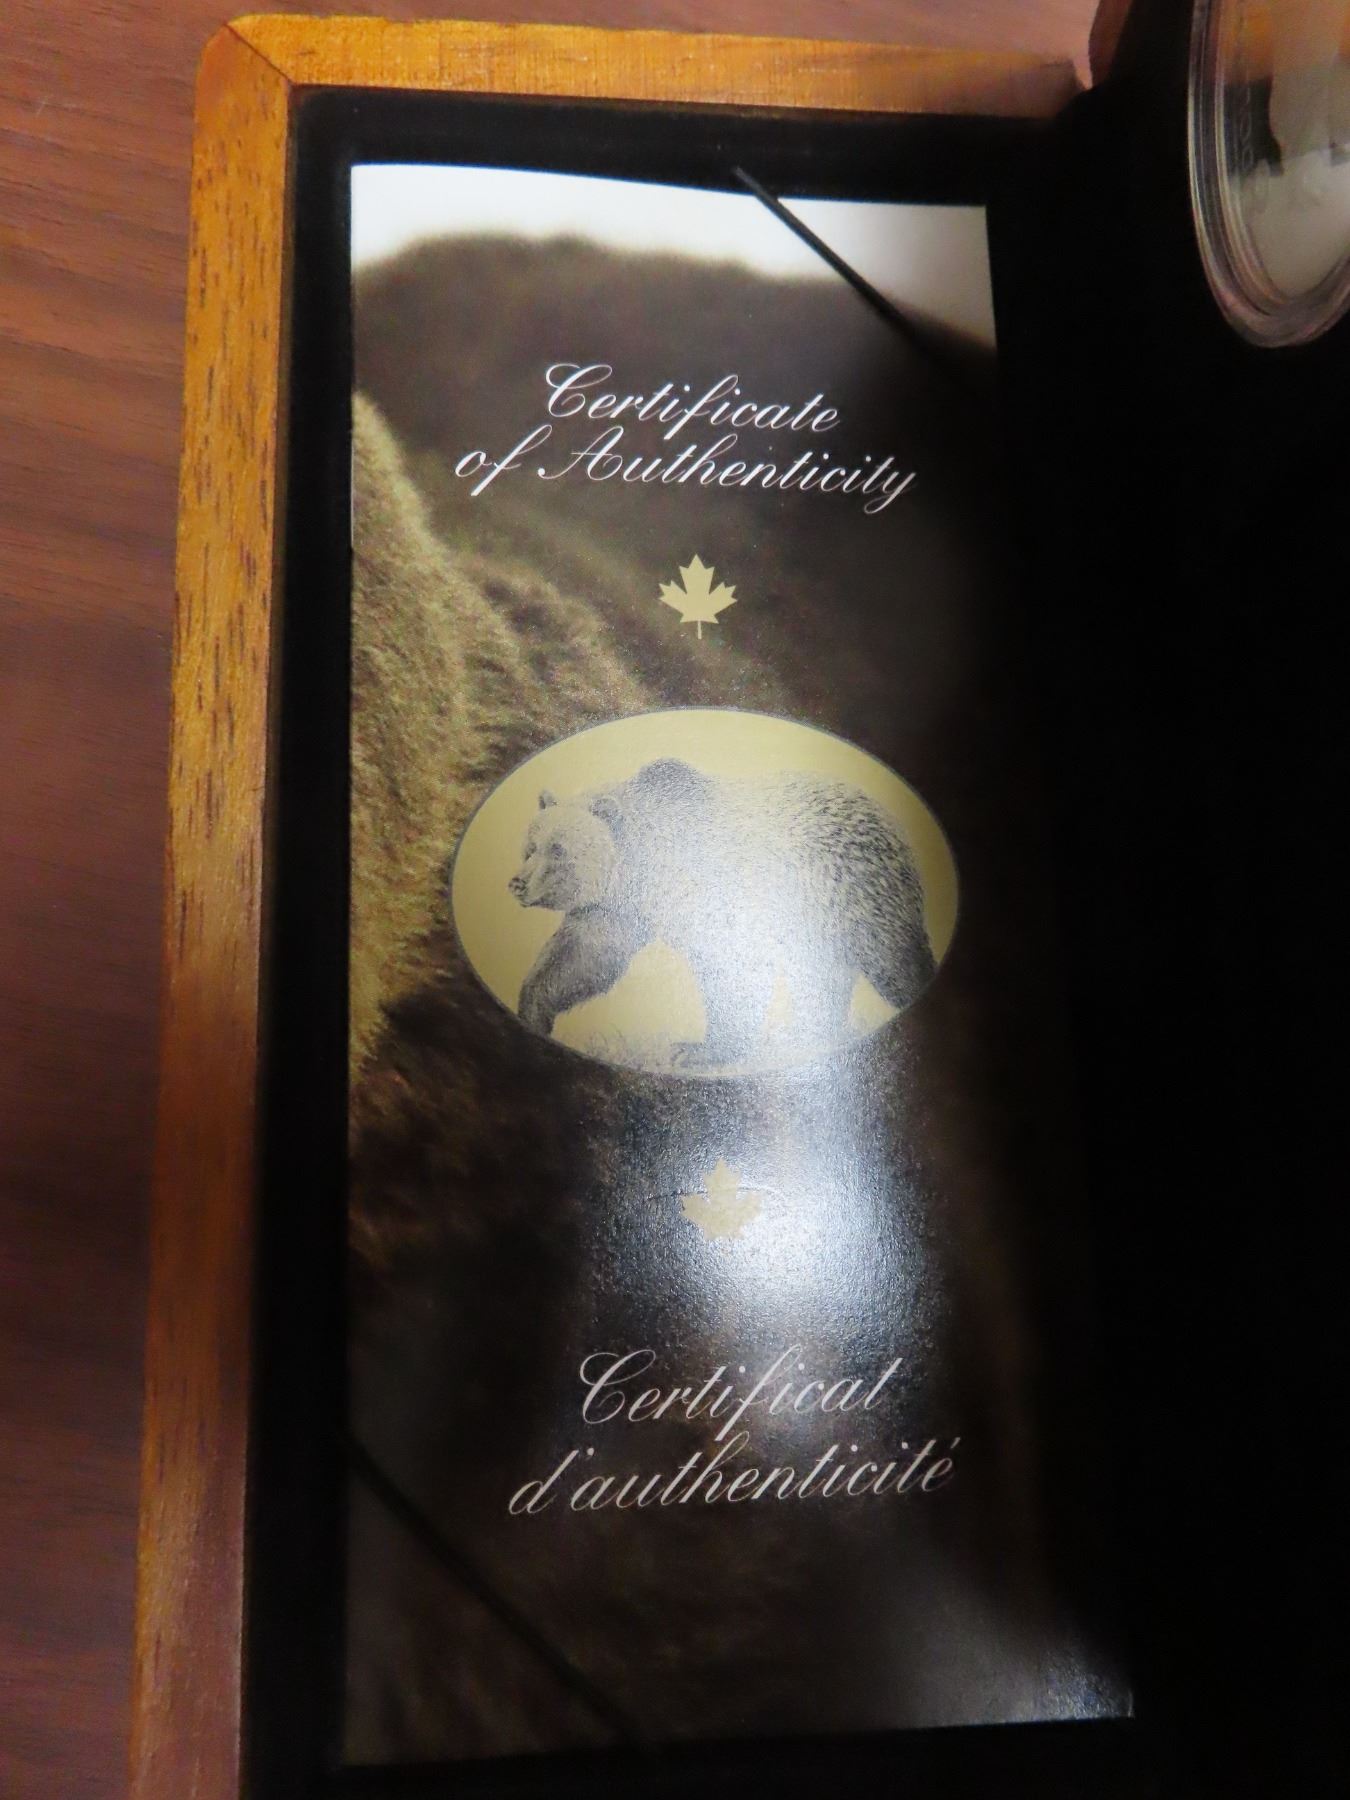 Certificate
of Authenticity
Certificat
d'authenticité